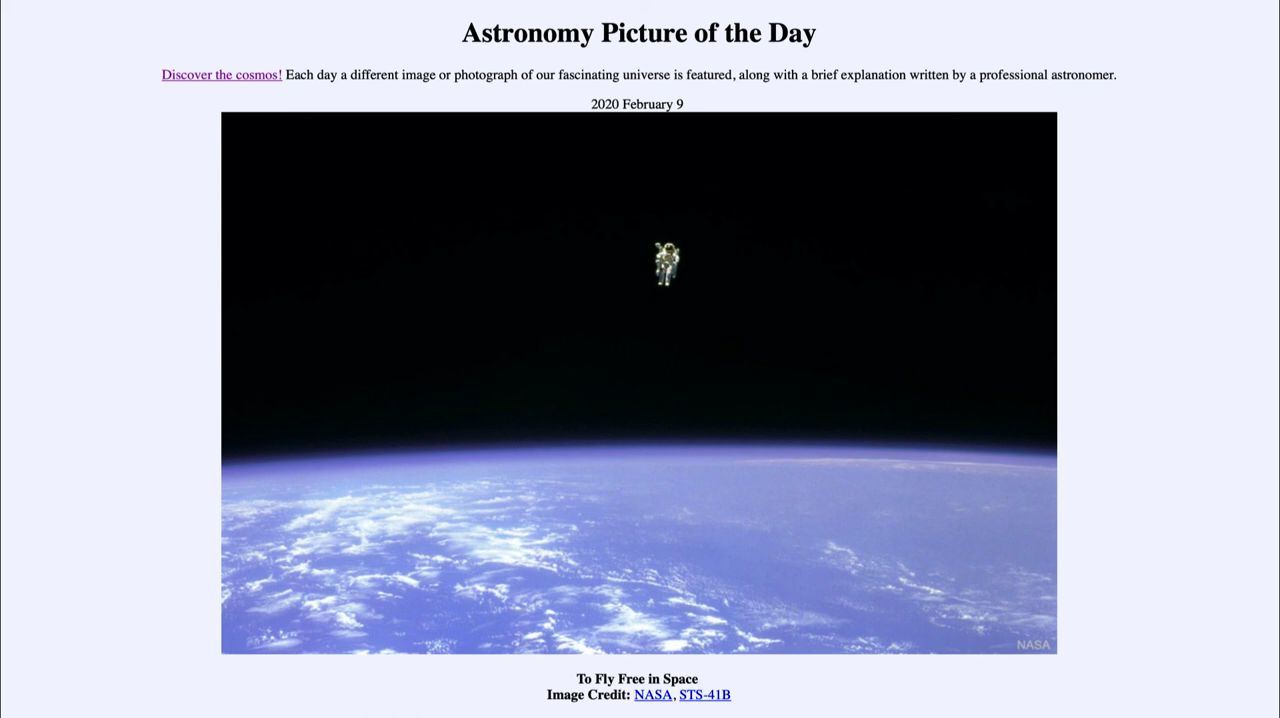 Astronomy Picture of the Day
Discover the cosmos! Each day a different image or photograph of our fascinating universe is featured, along with a brief explanation written by a professional astronomer.
2020 February 9
NASA
To Fly Free in Space
Image Credit: NASA, STS-41B